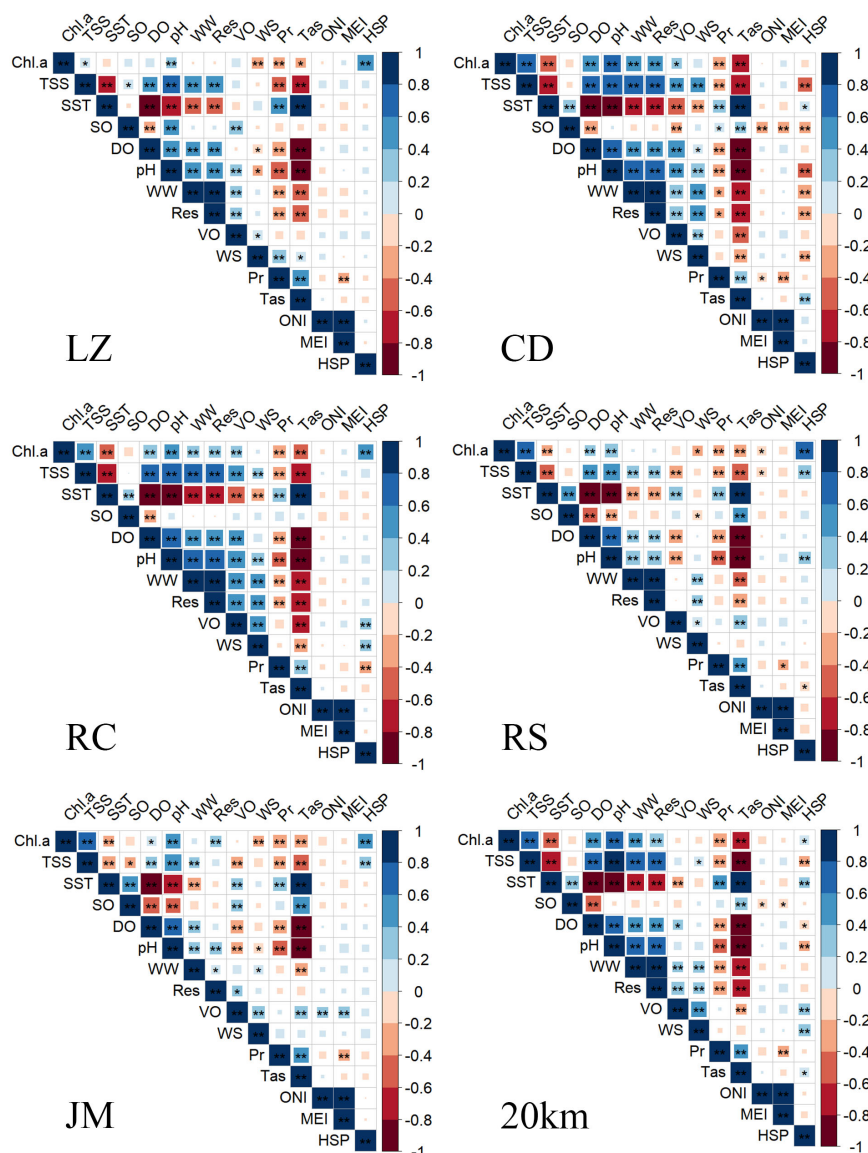 Chl.a TSS SST SO DO pH WW Res VO WS Pr Tas ONI MEI HSP
Chl.a
TSS
SST
SO
DO
pH
WW
Res
VO
WS
Pr
Tas
ONI
MEI
HSP
1
0.8
0.6
0.4
0.2
0
-0.2
-0.4
-0.6
-0.8
-1
LZ
Chl.a TSS SST SO DO pH WW Res VO WS Pr Tas ONI MEI HSP
Chl.a
TSS
SST
SO
DO
pH
WW
Res
VO
WS
Pr
Tas
ONI
MEI
HSP
1
0.8
0.6
0.4
0.2
0
-0.2
-0.4
-0.6
-0.8
-1
CD
Chl.a TSS SST SO DO pH WW Res VO WS Pr Tas ONI MEI HSP
Chl.a
TSS
SST
SO
DO
pH
WW
Res
VO
WS
Pr
Tas
ONI
MEI
HSP
1
0.8
0.6
0.4
0.2
0
-0.2
-0.4
-0.6
-0.8
-1
RC
Chl.a TSS SST SO DO pH WW Res VO WS Pr Tas ONI MEI HSP
Chl.a
TSS
SST
SO
DO
pH
WW
Res
VO
WS
Pr
Tas
ONI
MEI
HSP
1
0.8
0.6
0.4
0.2
0
-0.2
-0.4
-0.6
-0.8
-1
RS
Chl.a TSS SST SO DO pH WW Res VO WS Pr Tas ONI MEI HSP
Chl.a
TSS
SST
SO
DO
pH
WW
Res
VO
WS
Pr
Tas
ONI
MEI
HSP
1
0.8
0.6
0.4
0.2
0
-0.2
-0.4
-0.6
-0.8
-1
JM
Chl.a TSS SST SO DO pH WW Res VO WS Pr Tas ONI MEI HSP
Chl.a
TSS
SST
SO
DO
pH
WW
Res
VO
WS
Pr
Tas
ONI
MEI
HSP
1
0.8
0.6
0.4
0.2
0
-0.2
-0.4
-0.6
-0.8
-1
20km